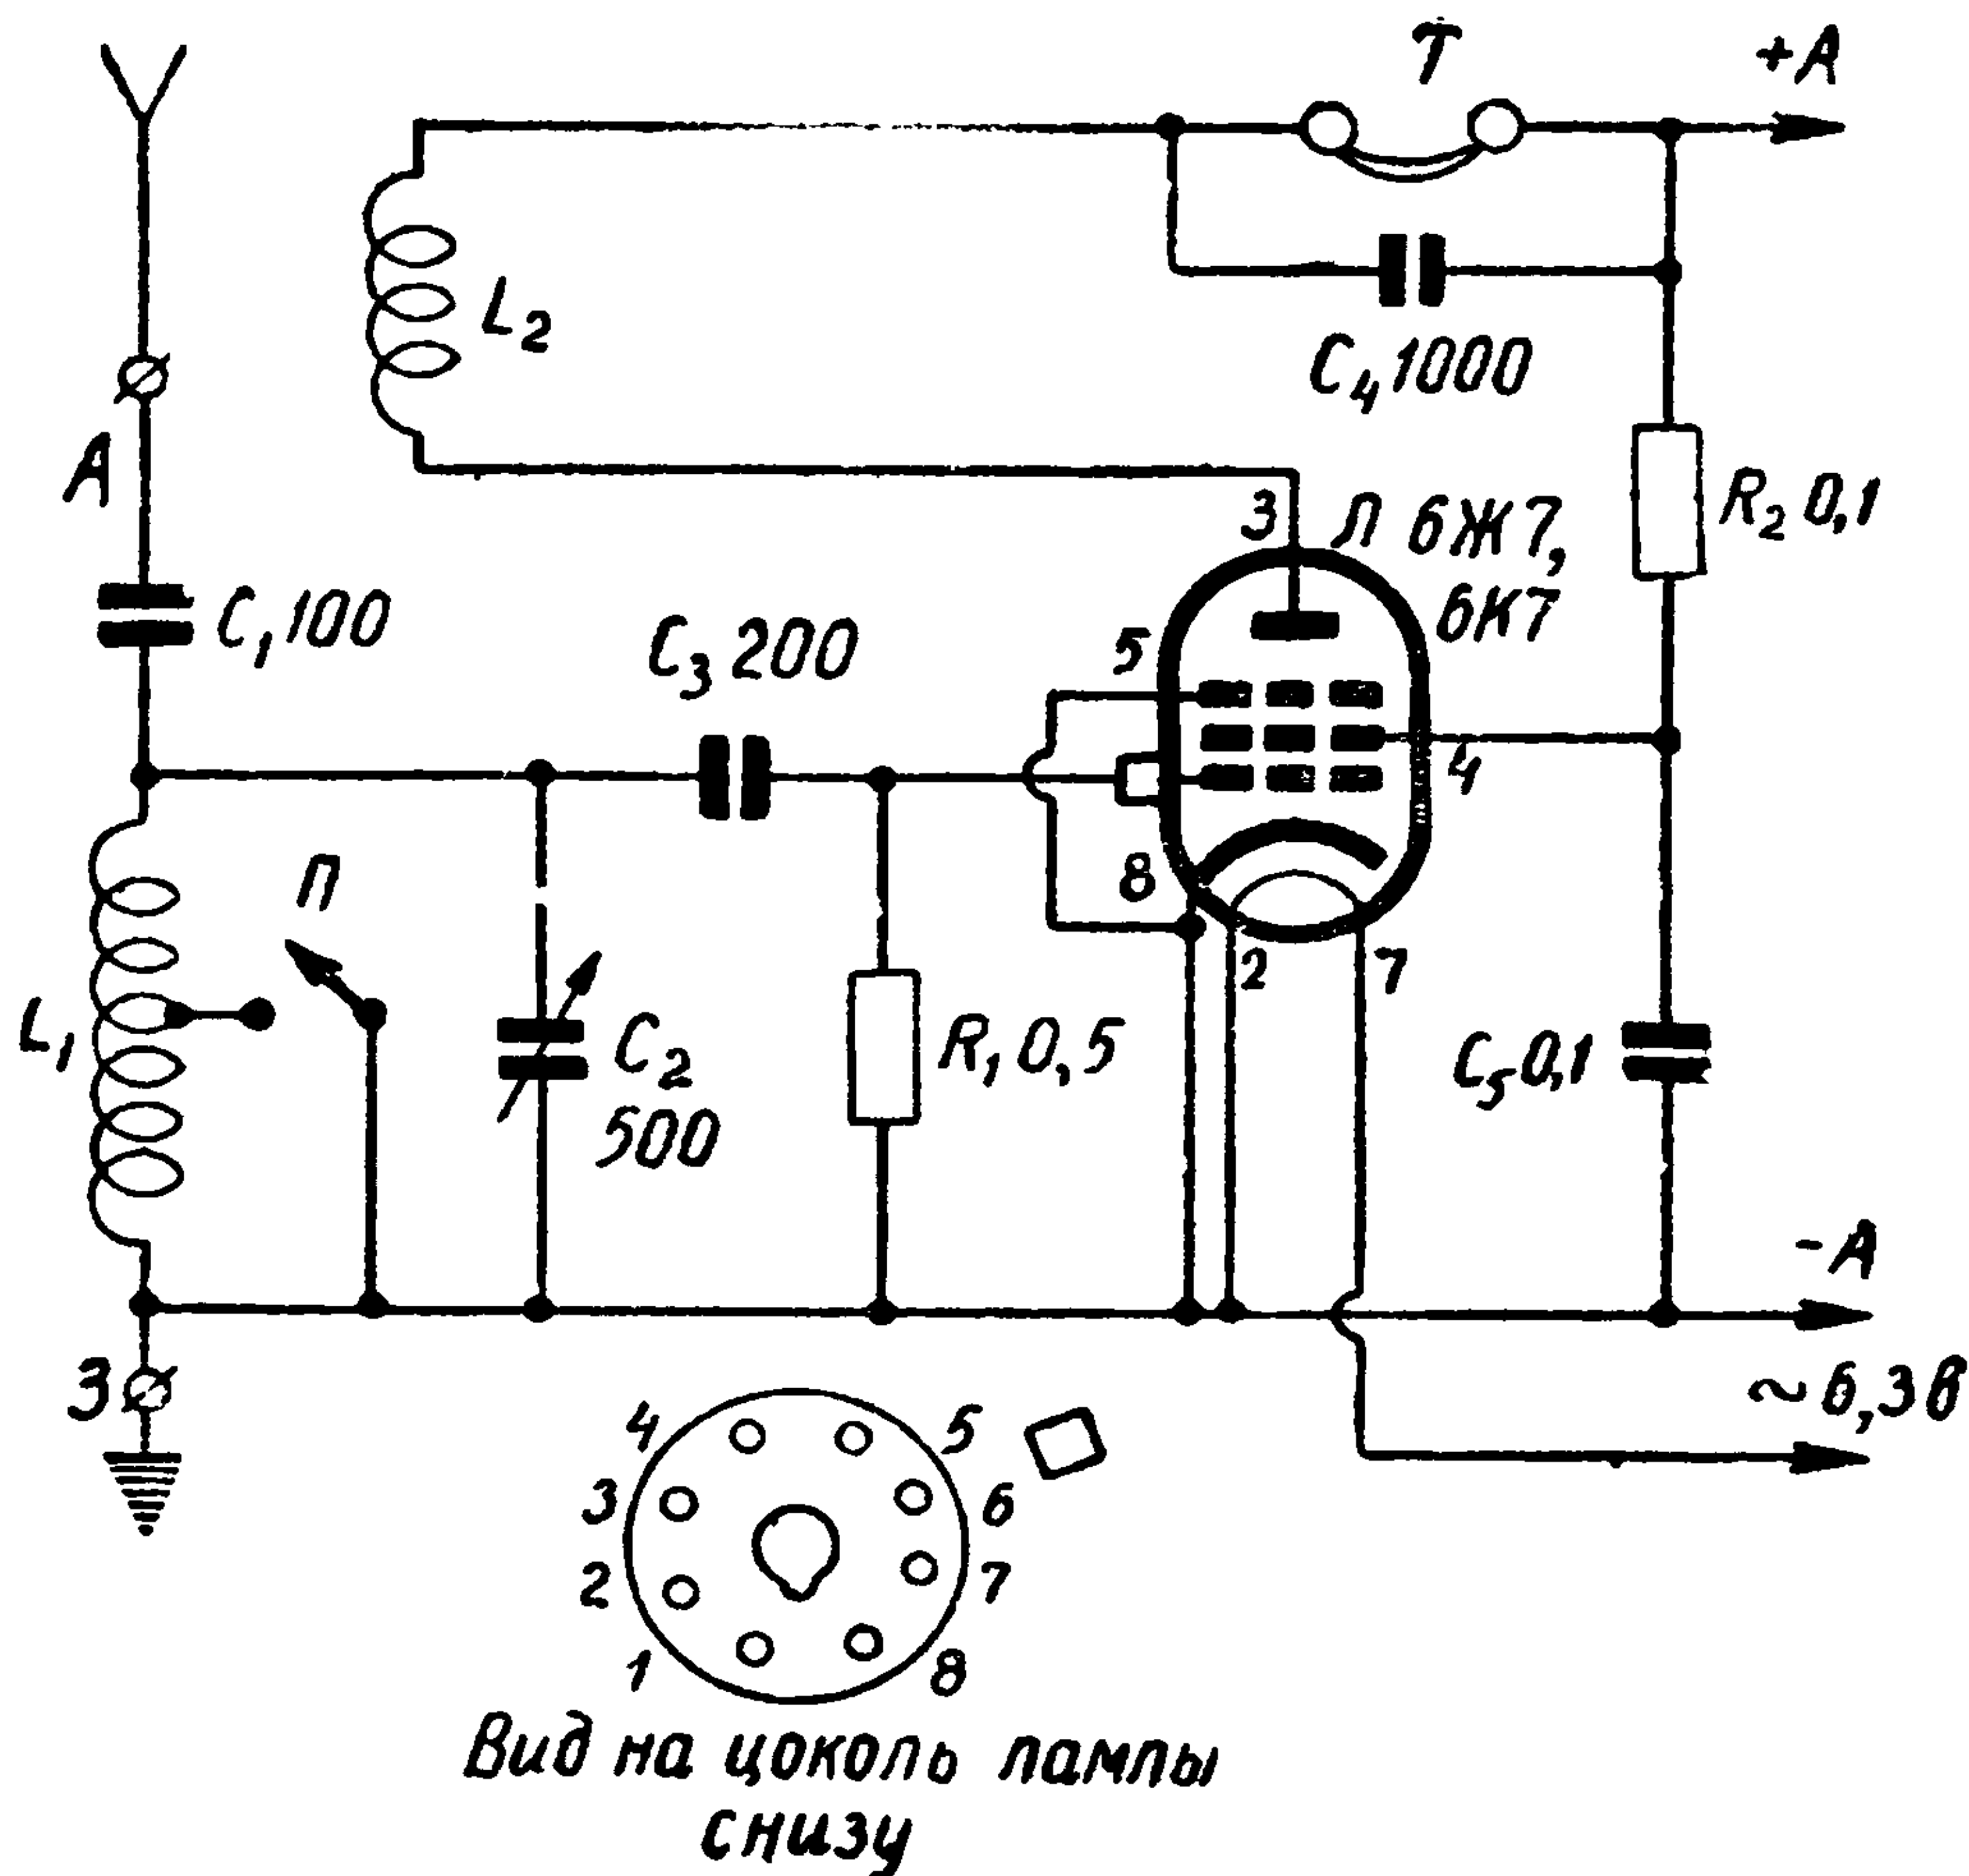 Т
+А
L2
C4 1000
А
R2 0,1
3
Л 6Ж7,
6К7
C1 100
C3 200
5
4
П
8
2
7
L1
C2
500
R1 0,5
C5 0,1
-А
З
~6,3в
4
5
3
6
2
7
1
8
Вид на цоколь лампы
снизу